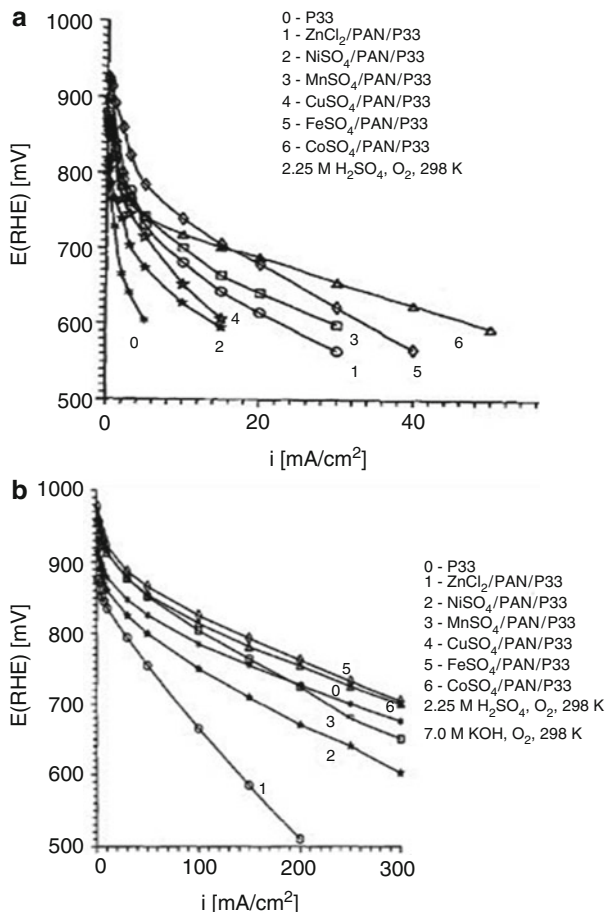 a
1000
900
800
700
600
500
E(RHE) [mV]
0
20
40
i [mA/cm²]
0 - P33
1 - ZnCl₂/PAN/P33
2 - NiSO₄/PAN/P33
3 - MnSO₄/PAN/P33
4 - CuSO₄/PAN/P33
5 - FeSO₄/PAN/P33
6 - CoSO₄/PAN/P33
2.25 M H₂SO₄, O₂, 298 K
0
2
4
3
1
5
6
b
1000
900
800
700
600
500
E(RHE) [mV]
0
100
200
300
i [mA/cm²]
5
0
6
3
2
1
0 - P33
1 - ZnCl₂/PAN/P33
2 - NiSO₄/PAN/P33
3 - MnSO₄/PAN/P33
4 - CuSO₄/PAN/P33
5 - FeSO₄/PAN/P33
6 - CoSO₄/PAN/P33
2.25 M H₂SO₄, O₂, 298 K
7.0 M KOH, O₂, 298 K